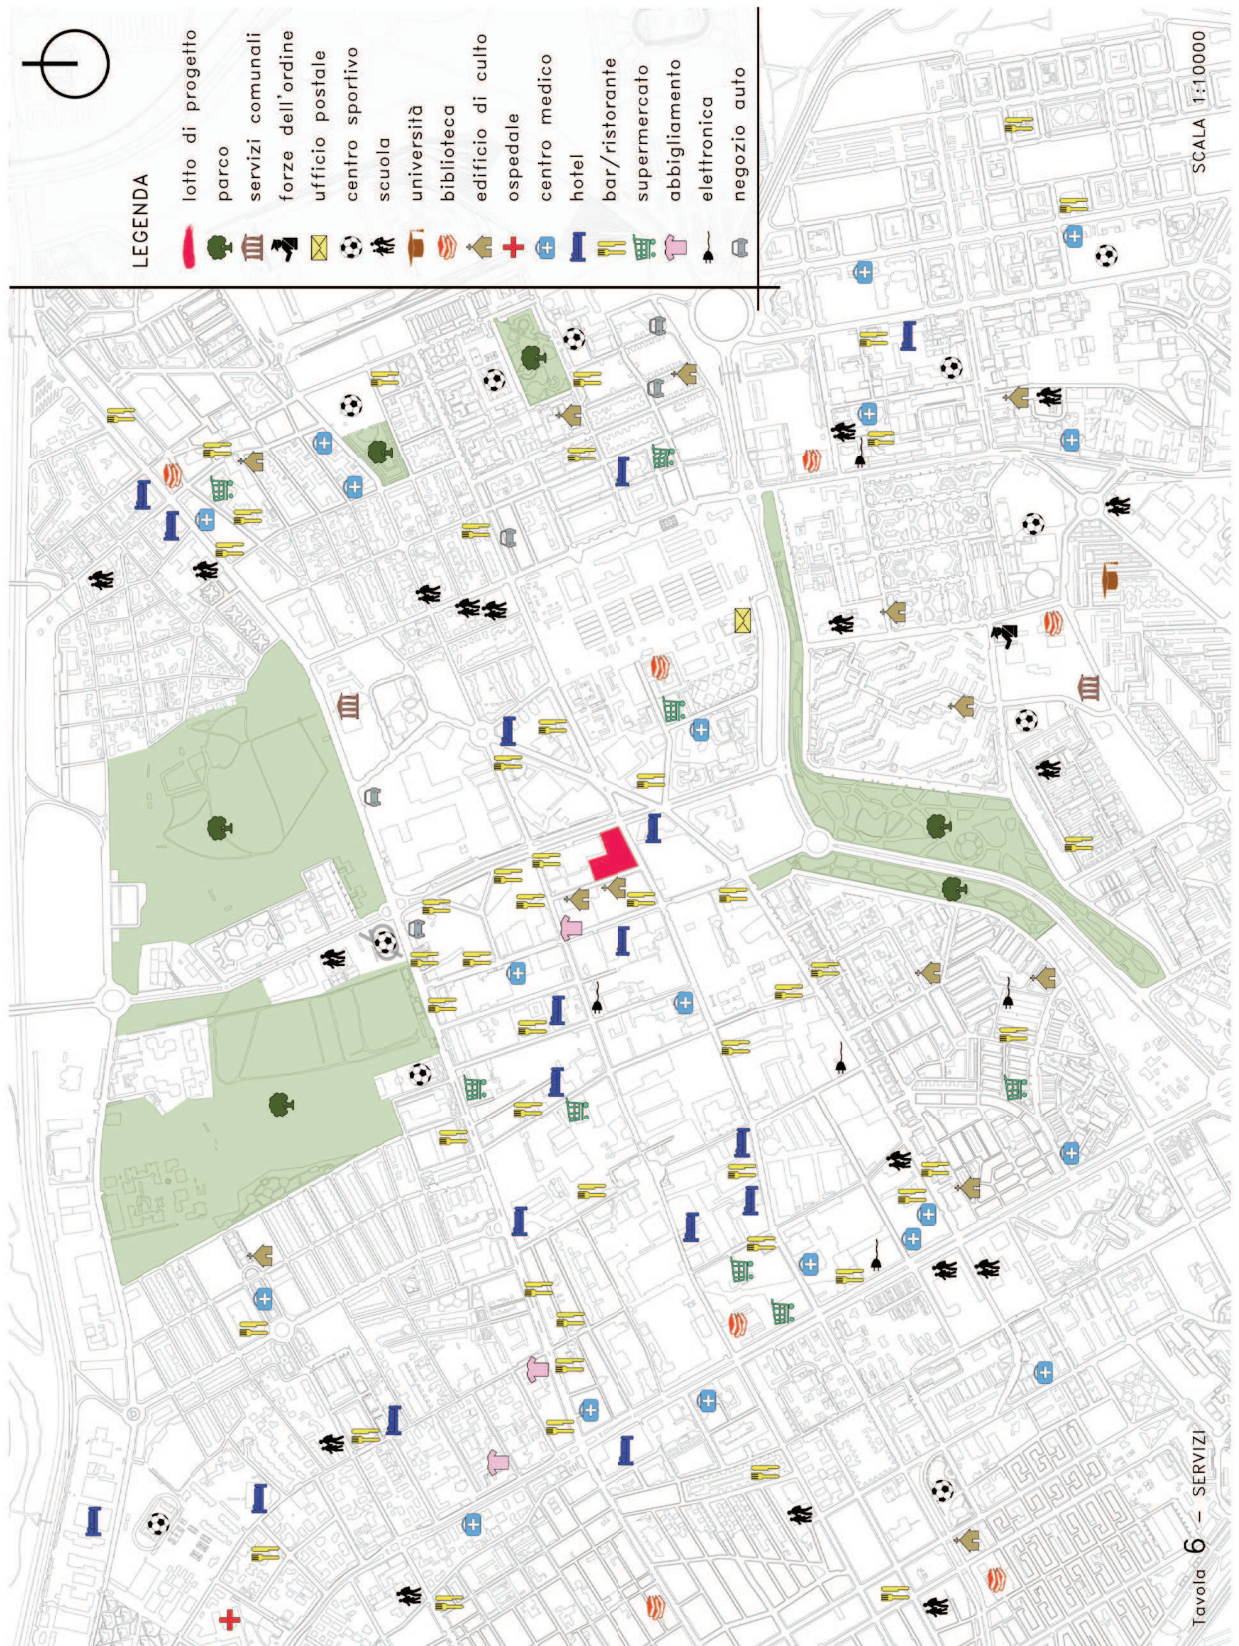 LEGENDA
lotto di progetto
parco
servizi comunali
forze dell'ordine
ufficio postale
centro sportivo
scuola
università
biblioteca
edificio di culto
ospedale
centro medico
hotel
bar/ristorante
supermercato
abbigliamento
elettronica
negozio auto
Tavola 6 - SERVIZI
SCALA 1:10000